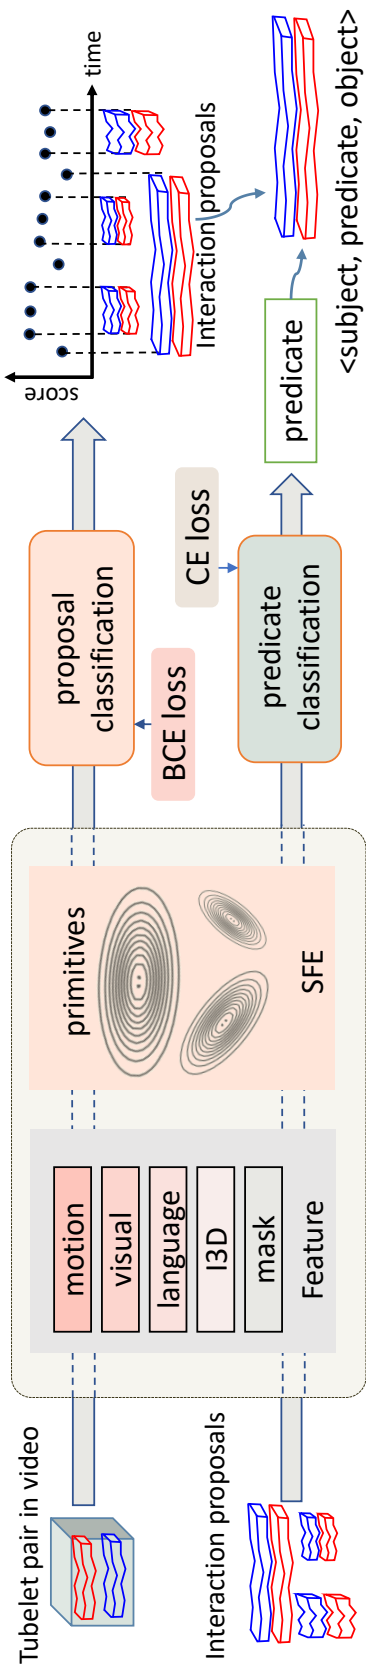 Tubelet pair in video
Interaction proposals
motion
visual
language
I3D
mask
Feature
primitives
SFE
proposal
classification
BCE loss
CE loss
predicate
classification
score
time
Interaction proposals
predicate
<subject, predicate, object>